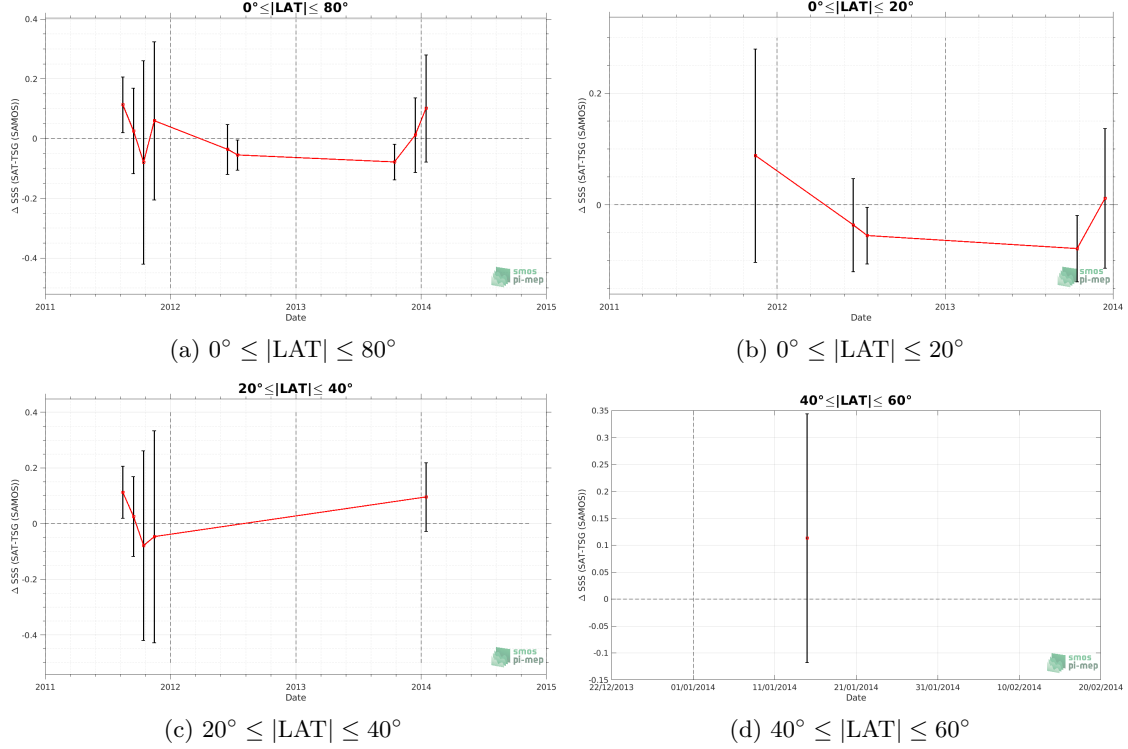 0°≤|LAT|≤ 80°
0.4
0.2
0
-0.2
-0.4
Δ SSS (SAT-TSG (SAMOS))
2011
2012
2013
2014
2015
Date
smos
pi-mep
(a) 0° ≤ |LAT| ≤ 80°
0°≤|LAT|≤ 20°
0.2
0
Δ SSS (SAT-TSG (SAMOS))
2011
2012
2013
2014
Date
smos
pi-mep
(b) 0° ≤ |LAT| ≤ 20°
20°≤|LAT|≤ 40°
0.4
0.2
0
-0.2
-0.4
Δ SSS (SAT-TSG (SAMOS))
2011
2012
2013
2014
2015
Date
smos
pi-mep
(c) 20° ≤ |LAT| ≤ 40°
40°≤|LAT|≤ 60°
0.35
0.3
0.25
0.2
0.15
0.1
0.05
0
-0.05
-0.1
-0.15
Δ SSS (SAT-TSG (SAMOS))
22/12/2013
01/01/2014
11/01/2014
21/01/2014
31/01/2014
10/02/2014
20/02/2014
Date
smos
pi-mep
(d) 40° ≤ |LAT| ≤ 60°